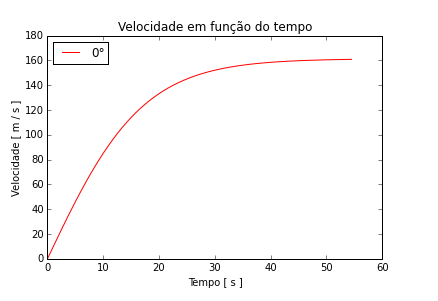 Velocidade em função do tempo
0°
Velocidade [ m / s ]
180
160
140
120
100
80
60
40
20
0
0 10 20 30 40 50 60
Tempo [ s ]